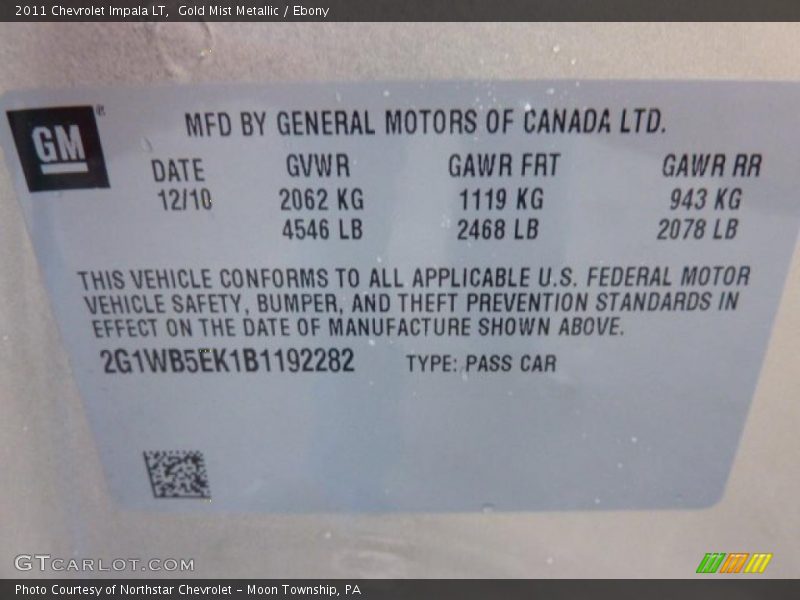 2011 Chevrolet Impala LT,  Gold Mist Metallic / Ebony
GM®
MFD BY GENERAL MOTORS OF CANADA LTD.
DATE GVWR GAWR FRT GAWR RR
12/10 2062 KG 1119 KG 943 KG
4546 LB 2468 LB 2078 LB
THIS VEHICLE CONFORMS TO ALL APPLICABLE U.S. FEDERAL MOTOR
VEHICLE SAFETY, BUMPER, AND THEFT PREVENTION STANDARDS IN
EFFECT ON THE DATE OF MANUFACTURE SHOWN ABOVE.
2G1WB5EK1B1192282 TYPE: PASS CAR
GTCARLOT.COM
Photo Courtesy of Northstar Chevrolet - Moon Township, PA